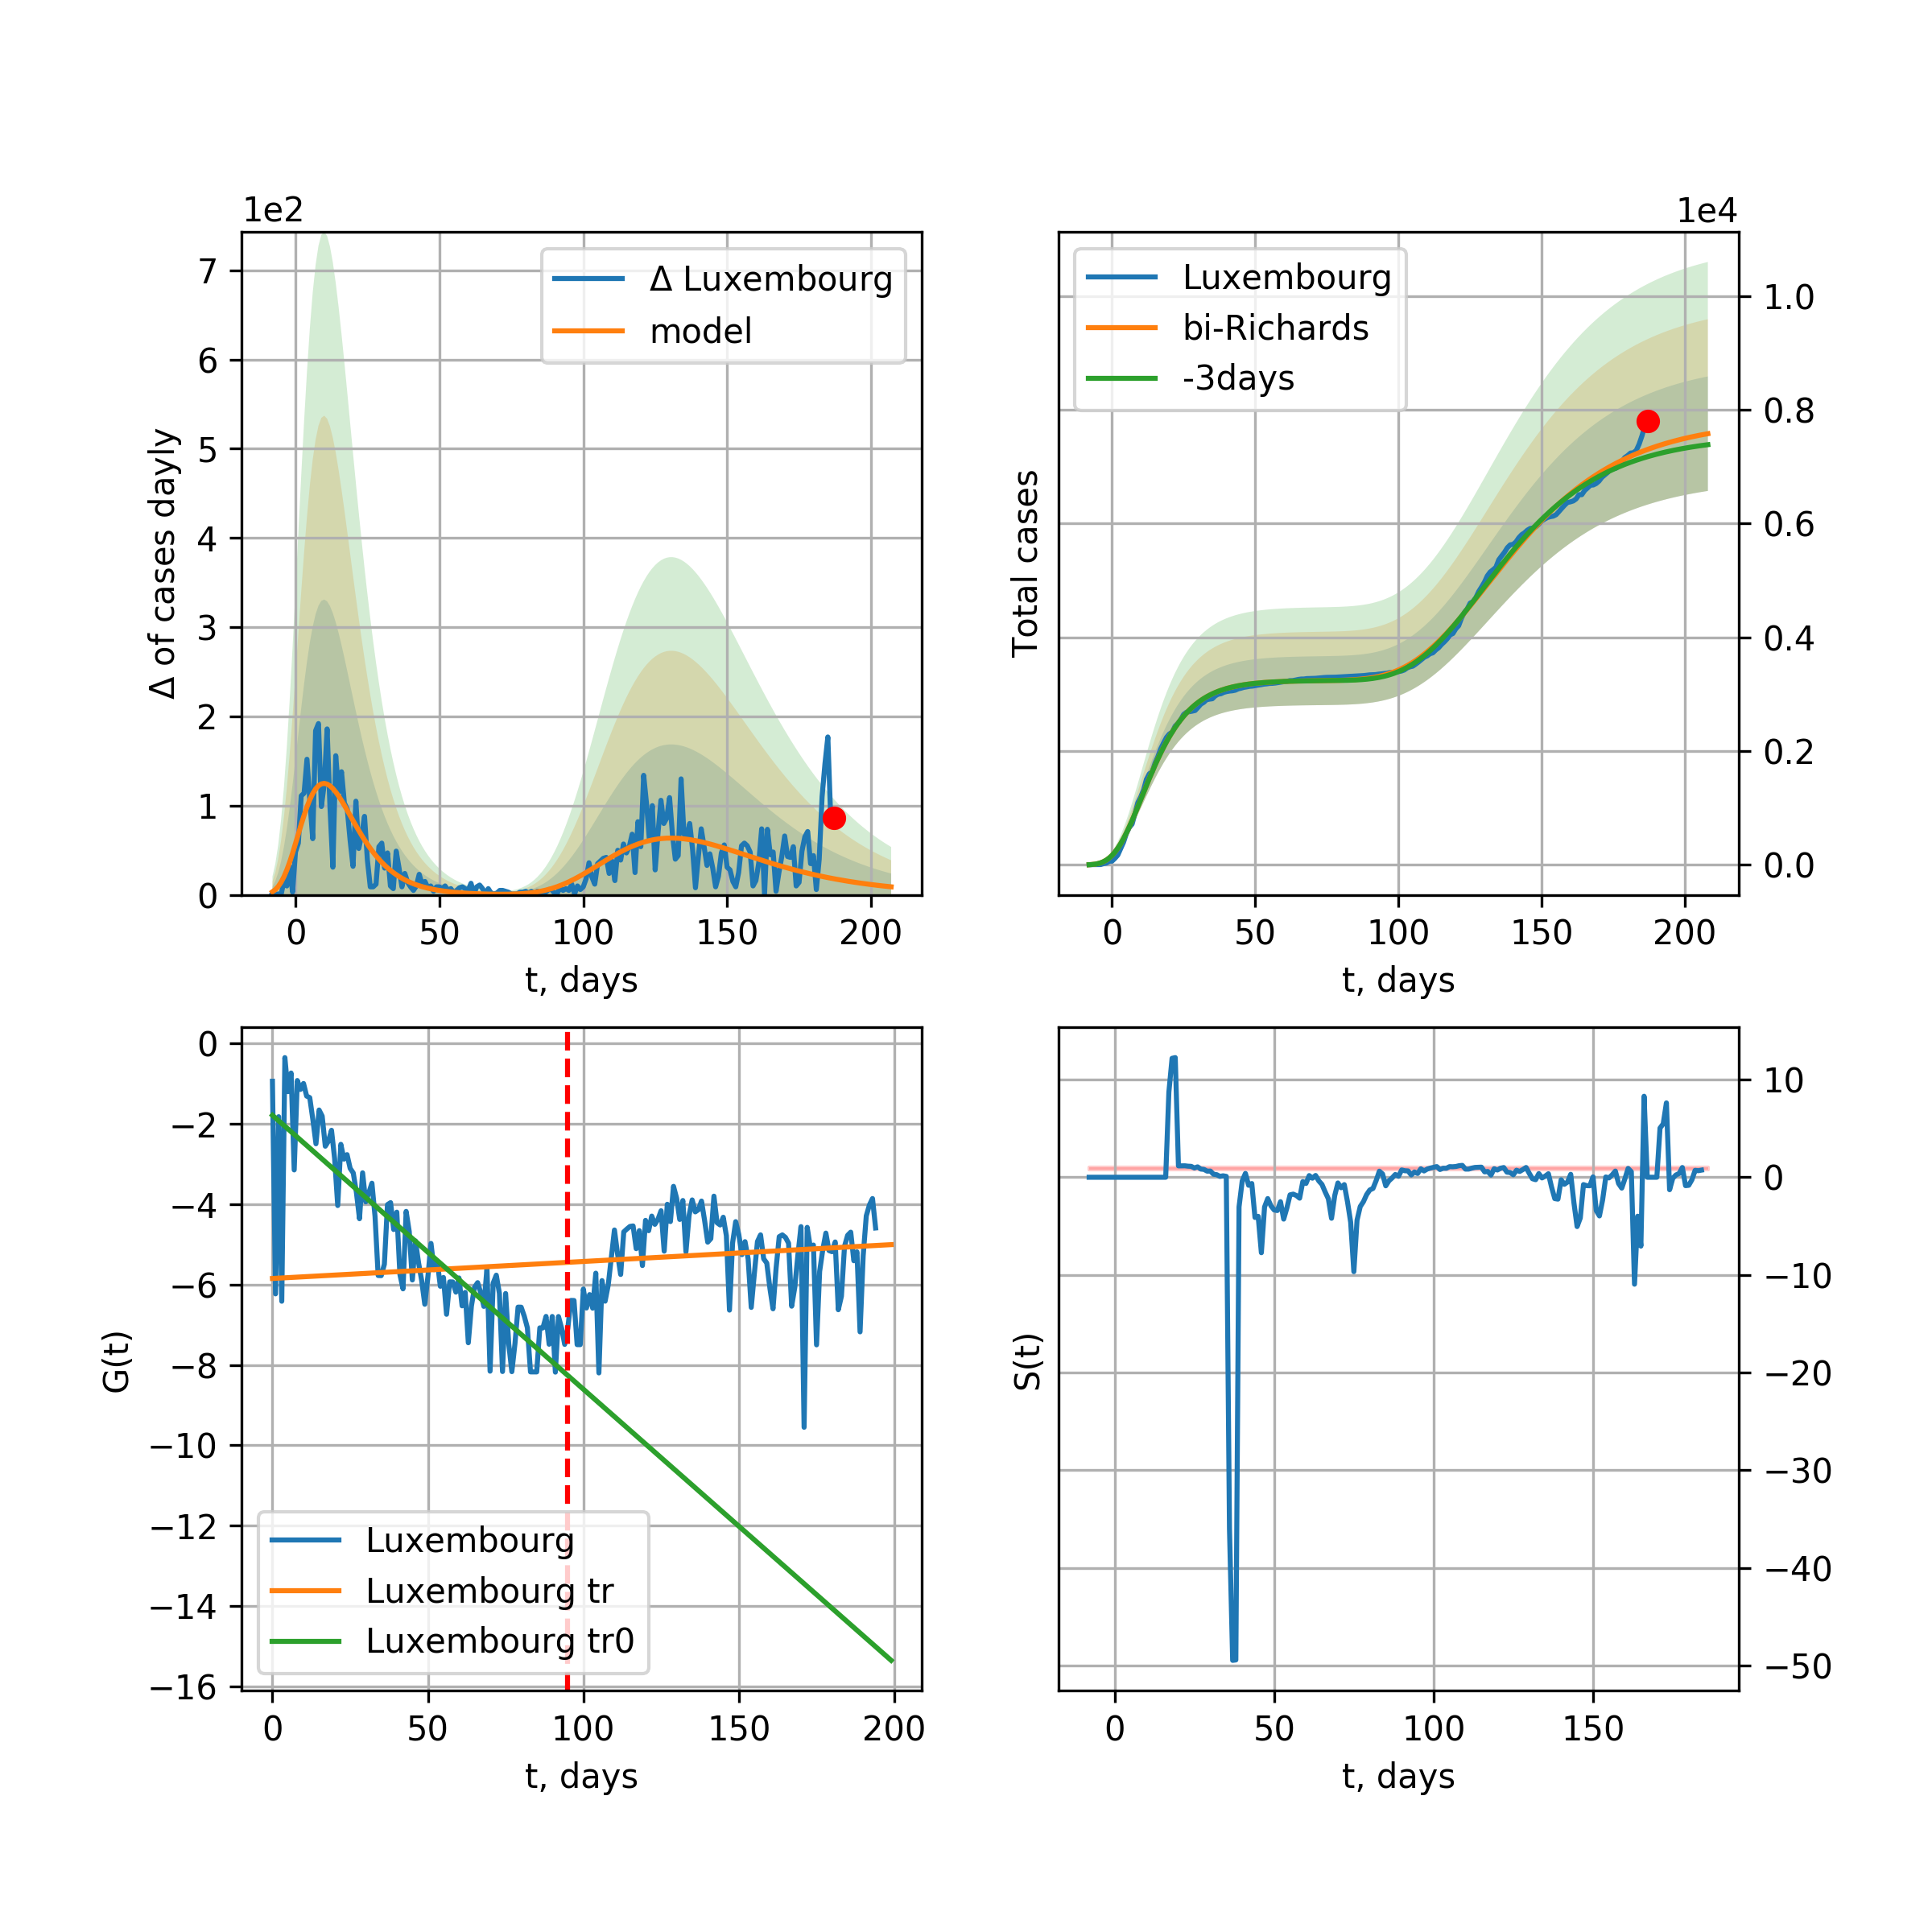 1e2
7
6
5
4
3
2
1
0
Δ of cases dayly
Δ Luxembourg
model
0
50
100
150
200
t, days
1e4
Luxembourg
bi-Richards
-3days
Total cases
1.0
0.8
0.6
0.4
0.2
0.0
0
50
100
150
200
t, days
0
−2
−4
−6
−8
−10
−12
−14
−16
G(t)
Luxembourg
Luxembourg tr
Luxembourg tr0
0
50
100
150
200
t, days
S(t)
10
0
−10
−20
−30
−40
−50
0
50
100
150
t, days